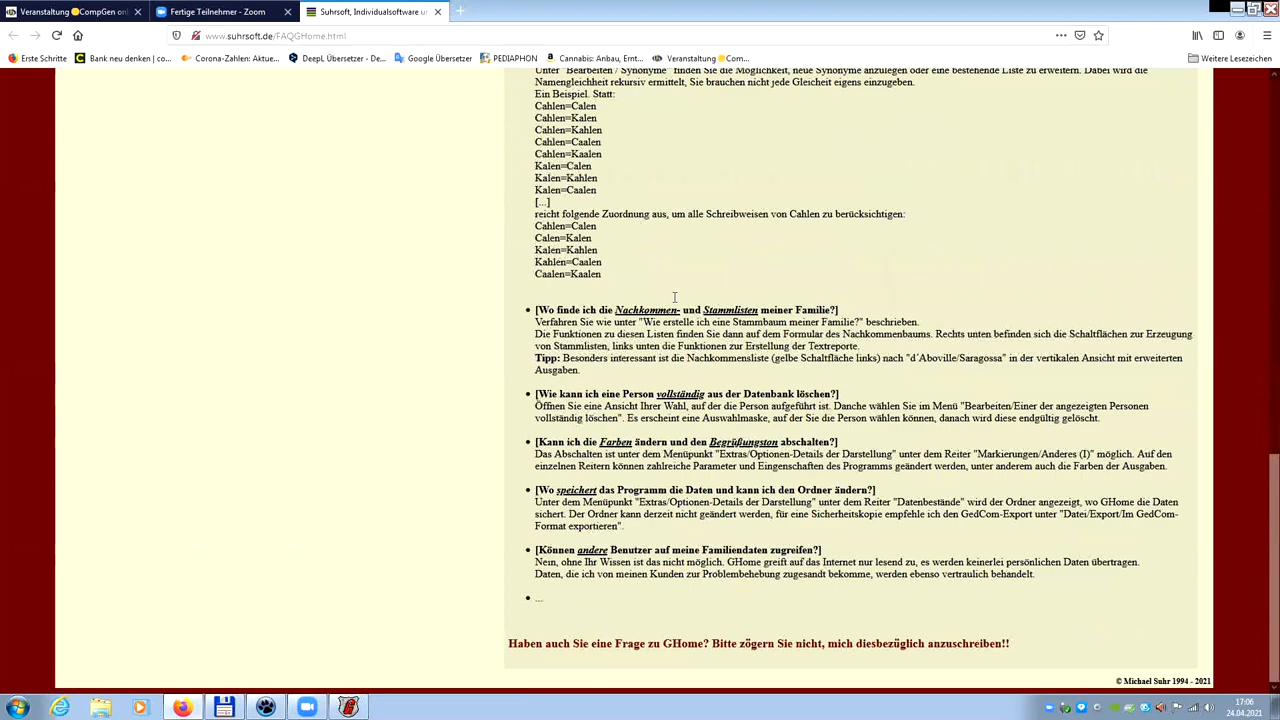 Veranstaltung CompGen onl
Fertige Teilnehmer - Zoom
Suhrsoft, Individualsoftware u
www.suhrsoft.de/FAQGHome.html
Erste Schritte
Bank neu denken | co...
Corona-Zahlen: Aktue...
DeepL Übersetzer - De...
Google Übersetzer
PEDIAPHON
Cannabis: Anbau, Ernt...
Veranstaltung Com...
Weitere Lesezeichen
Unter "Bearbeiten / Synonyme" finden Sie die Möglichkeit, neue Synonyme anzulegen oder eine bestehende Liste zu erweitern. Dabei wird die
Namengleichheit rekursiv ermittelt, Sie brauchen nicht jede Gleicheit eigens einzugeben.
Ein Beispiel. Statt:
Cahlen=Calen
Cahlen=Kalen
Cahlen=Kahlen
Cahlen=Caalen
Cahlen=Kaalen
Kalen=Calen
Kalen=Kahlen
Kalen=Caalen
[...]
reicht folgende Zuordnung aus, um alle Schreibweisen von Cahlen zu berücksichtigen:
Cahlen=Calen
Calen=Kalen
Kalen=Kahlen
Kahlen=Caalen
Caalen=Kaalen
• [Wo finde ich die Nachkommen- und Stammlisten meiner Familie?]
Verfahren Sie wie unter "Wie erstelle ich eine Stammbaum meiner Familie?" beschrieben.
Die Funktionen zu diesen Listen finden Sie dann auf dem Formular des Nachkommenbaums. Rechts unten befinden sich die Schaltflächen zur Erzeugung
von Stammlisten, links unten die Funktionen zur Erstellung der Textreporte.
Tipp: Besonders interessant ist die Nachkommensliste (gelbe Schaltfläche links) nach "d´Aboville/Saragossa" in der vertikalen Ansicht mit erweiterten
Ausgaben.
• [Wie kann ich eine Person vollständig aus der Datenbank löschen?]
Öffnen Sie eine Ansicht Ihrer Wahl, auf der die Person aufgeführt ist. Danche wählen Sie im Menü "Bearbeiten/Einer der angezeigten Personen
vollständig löschen". Es erscheint eine Auswahlmaske, auf der Sie die Person wählen können, danach wird diese endgültig gelöscht.
• [Kann ich die Farben ändern und den Begrüßungston abschalten?]
Das Abschalten ist unter dem Menüpunkt "Extras/Optionen-Details der Darstellung" unter dem Reiter "Markierungen/Anderes (I)" möglich. Auf den
einzelnen Reitern können zahlreiche Parameter und Eingenschaften des Programms geändert werden, unter anderem auch die Farben der Ausgaben.
• [Wo speichert das Programm die Daten und kann ich den Ordner ändern?]
Unter dem Menüpunkt "Extras/Optionen-Details der Darstellung" unter dem Reiter "Datenbestände" wird der Ordner angezeigt, wo GHome die Daten
sichert. Der Ordner kann derzeit nicht geändert werden, für eine Sicherheitskopie empfehle ich den GedCom-Export unter "Datei/Export/Im GedCom-
Format exportieren".
• [Können andere Benutzer auf meine Familiendaten zugreifen?]
Nein, ohne Ihr Wissen ist das nicht möglich. GHome greift auf das Internet nur lesend zu, es werden keinerlei persönlichen Daten übertragen.
Daten, die ich von meinen Kunden zur Problembehebung zugesandt bekomme, werden ebenso vertraulich behandelt.
• ...
Haben auch Sie eine Frage zu GHome? Bitte zögern Sie nicht, mich diesbezüglich anzuschreiben!!
© Michael Suhr 1994 - 2021
17:06
24.04.2021